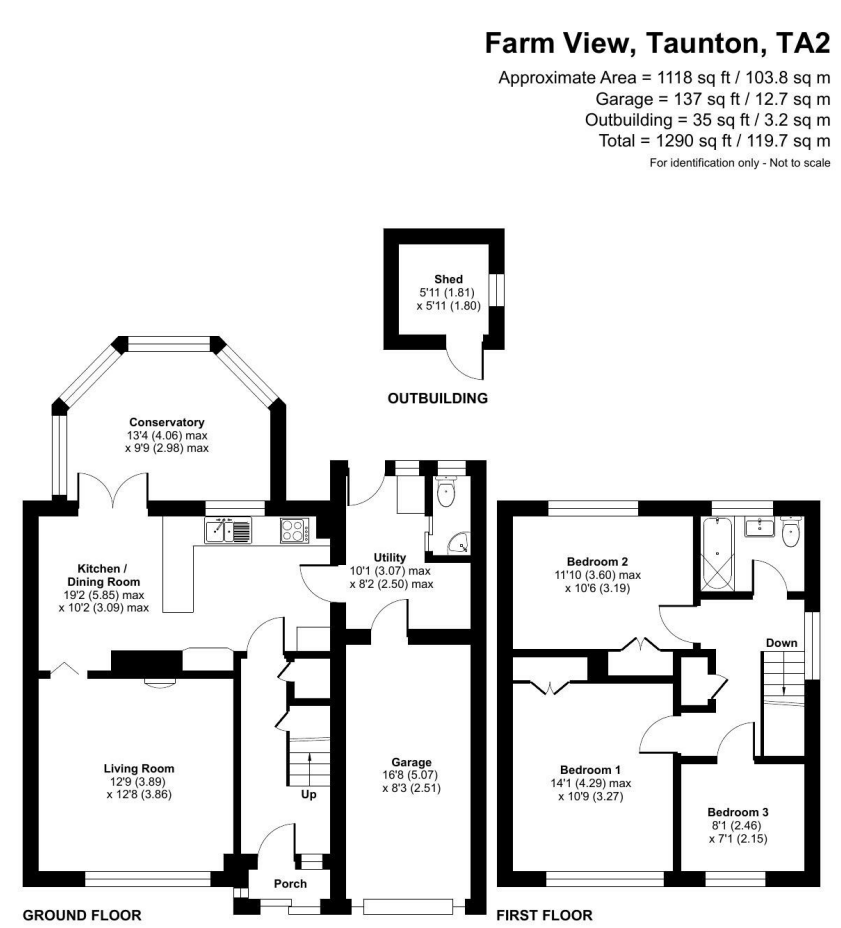 Farm View, Taunton, TA2
Approximate Area = 1118 sq ft / 103.8 sq m
Garage = 137 sq ft / 12.7 sq m
Outbuilding = 35 sq ft / 3.2 sq m
Total = 1290 sq ft / 119.7 sq m
For identification only - Not to scale
Shed
5'11 (1.81)
x 5'11 (1.80)
OUTBUILDING
Conservatory
13'4 (4.06) max
x 9'9 (2.98) max
Kitchen /
Dining Room
19'2 (5.85) max
x 10'2 (3.09) max
Utility
10'1 (3.07) max
x 8'2 (2.50) max
Living Room
12'9 (3.89)
x 12'8 (3.86)
Up
Garage
16'8 (5.07)
x 8'3 (2.51)
Porch
GROUND FLOOR
Bedroom 2
11'10 (3.60) max
x 10'6 (3.19)
Down
Bedroom 1
14'1 (4.29) max
x 10'9 (3.27)
Bedroom 3
8'1 (2.46)
x 7'1 (2.15)
FIRST FLOOR